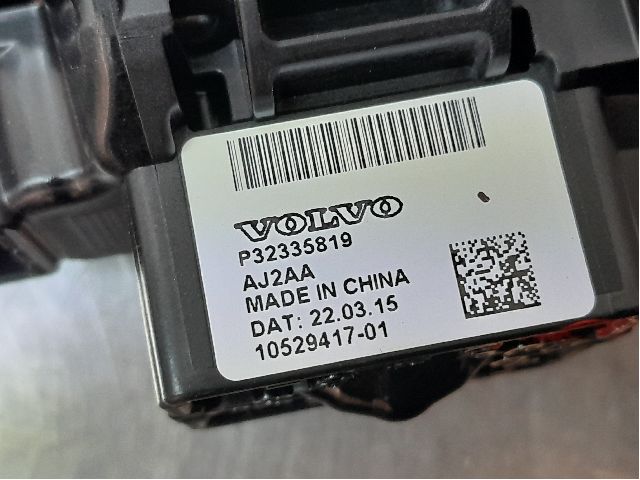 VOLVO
P32335819
AJ2AA
MADE IN CHINA
DAT: 22.03.15
10529417-01